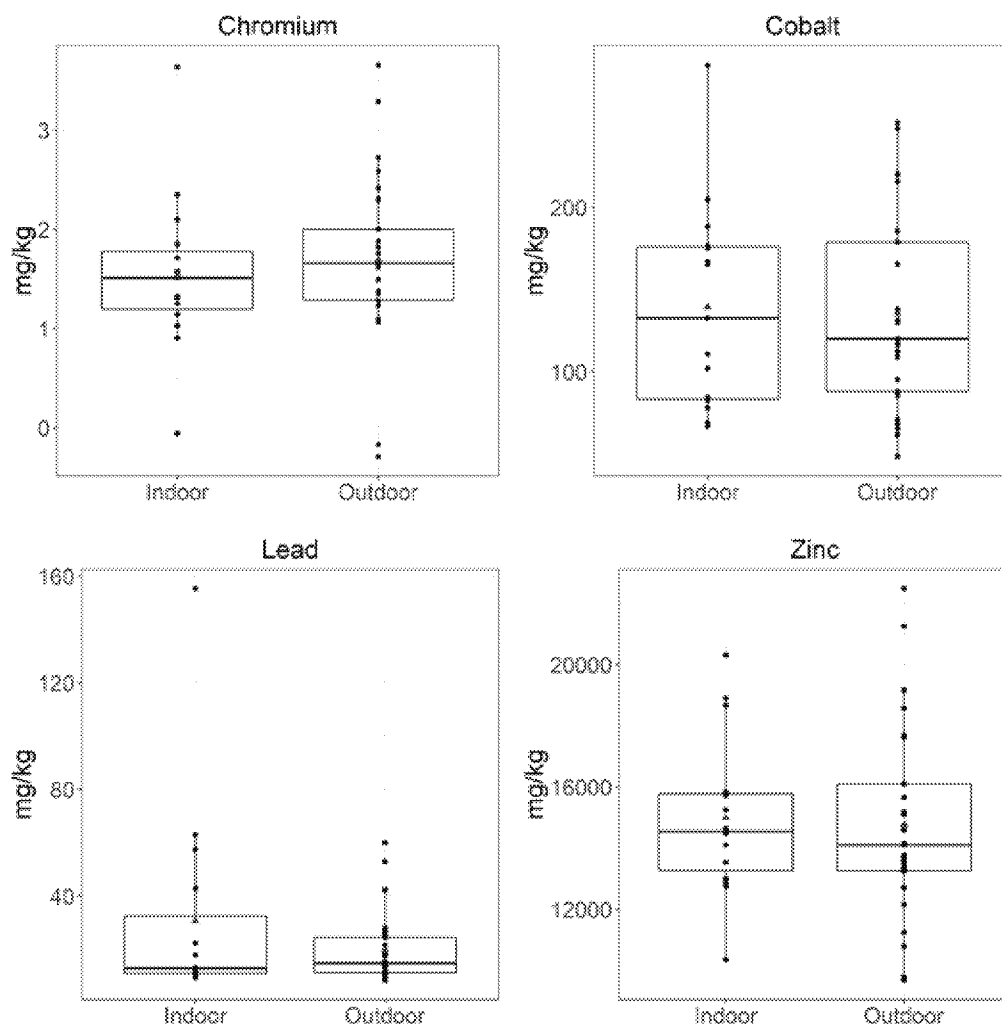 Chromium
mg/kg
3
2
1
0
Indoor
Outdoor
Cobalt
mg/kg
200
100
Indoor
Outdoor
Lead
mg/kg
160
120
80
40
Indoor
Outdoor
Zinc
mg/kg
20000
16000
12000
Indoor
Outdoor